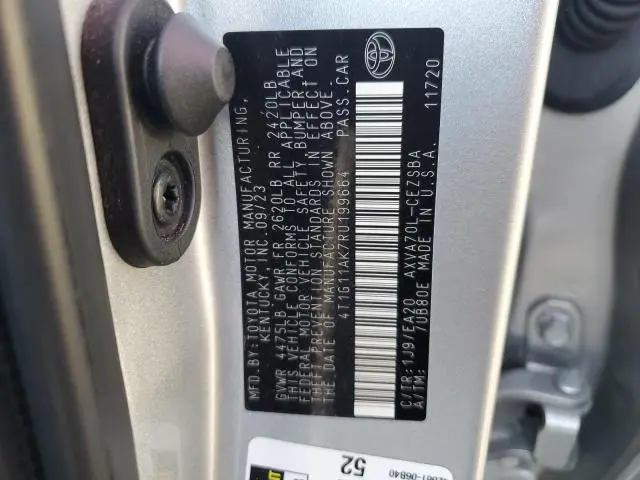 MFD.BY:TOYOTA MOTOR MANUFACTURING,
KENTUCKY, INC.09/23
GVWR 4475LB GAWR FR 2620LB RR 2420LB
THIS VEHICLE CONFORMS TO ALL APPLICABLE
FEDERAL MOTOR VEHICLE SAFETY, BUMPER, AND
THEFT PREVENTION STANDARDS IN EFFECT ON
THE DATE OF MANUFACTURE SHOWN ABOVE.
4T1G11AK7RU199664 PASS.CAR
C/TR:1J9/EA20 AXVA70L-CEZSBA
A/TM: 7UB80E MADE IN U.S.A. 11720
52
-06B40